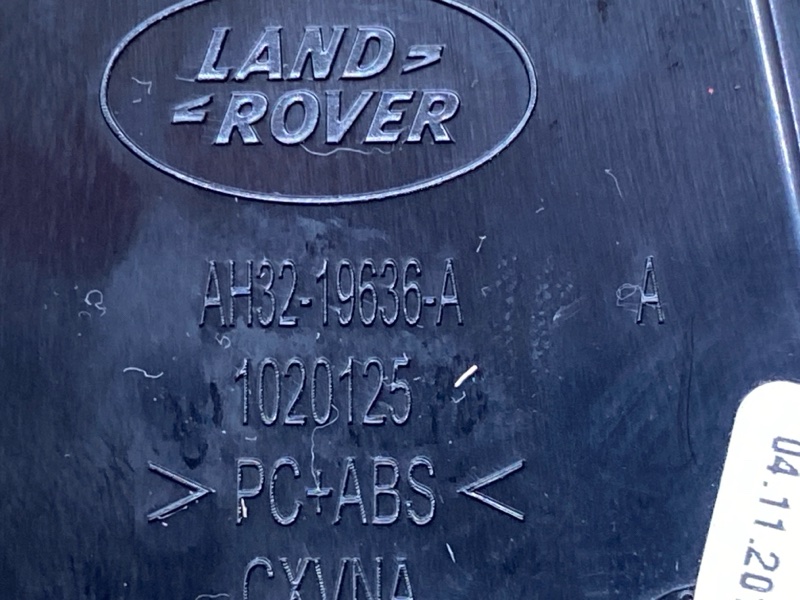 LAND
ROVER
AH32-19636-A A
1020125
>PC+ABS<
CXVNA
04.11.20